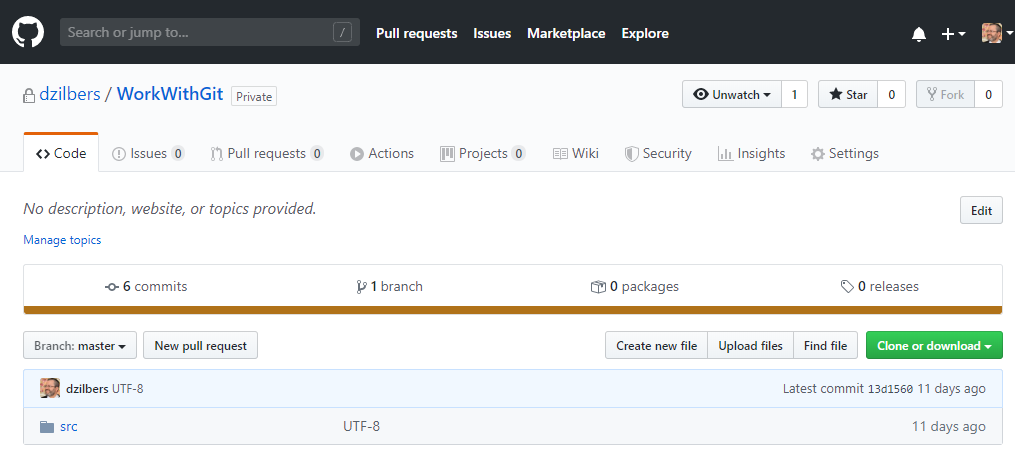 Search or jump to... / Pull requests Issues Marketplace Explore
dzilbers / WorkWithGit Private Unwatch 1 Star 0 Fork 0
Code Issues 0 Pull requests 0 Actions Projects 0 Wiki Security Insights Settings
No description, website, or topics provided. Edit
Manage topics
6 commits 1 branch 0 packages 0 releases
Branch: master New pull request Create new file Upload files Find file Clone or download
dzilbers UTF-8 Latest commit 13d1560 11 days ago
src UTF-8 11 days ago